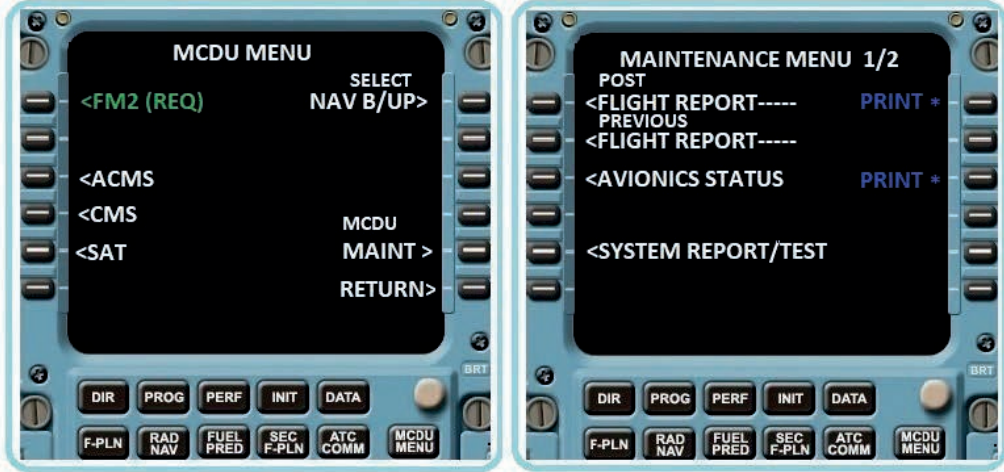 MCDU MENU
SELECT
<FM2 (REQ) NAV B/UP>
<ACMS
<CMS
MCDU
<SAT MAINT >
RETURN>
BRT
DIR PROG PERF INIT DATA
F-PLN RAD NAV FUEL PRED SEC F-PLN ATC COMM MCDU MENU
MAINTENANCE MENU 1/2
POST
<FLIGHT REPORT----- PRINT *
PREVIOUS
<FLIGHT REPORT-----
<AVIONICS STATUS PRINT *
<SYSTEM REPORT/TEST
BRT
DIR PROG PERF INIT DATA
F-PLN RAD NAV FUEL PRED SEC F-PLN ATC COMM MCDU MENU